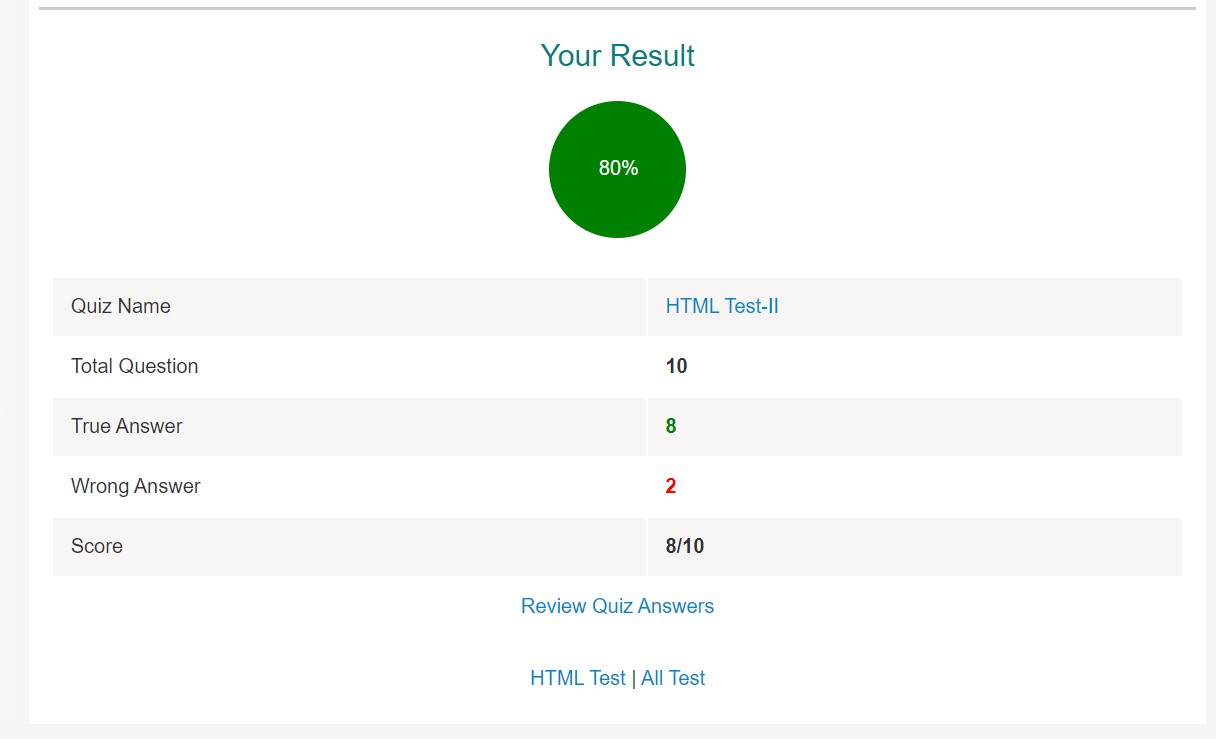 Your Result
80%
Quiz Name HTML Test-II
Total Question 10
True Answer 8
Wrong Answer 2
Score 8/10
Review Quiz Answers
HTML Test | All Test